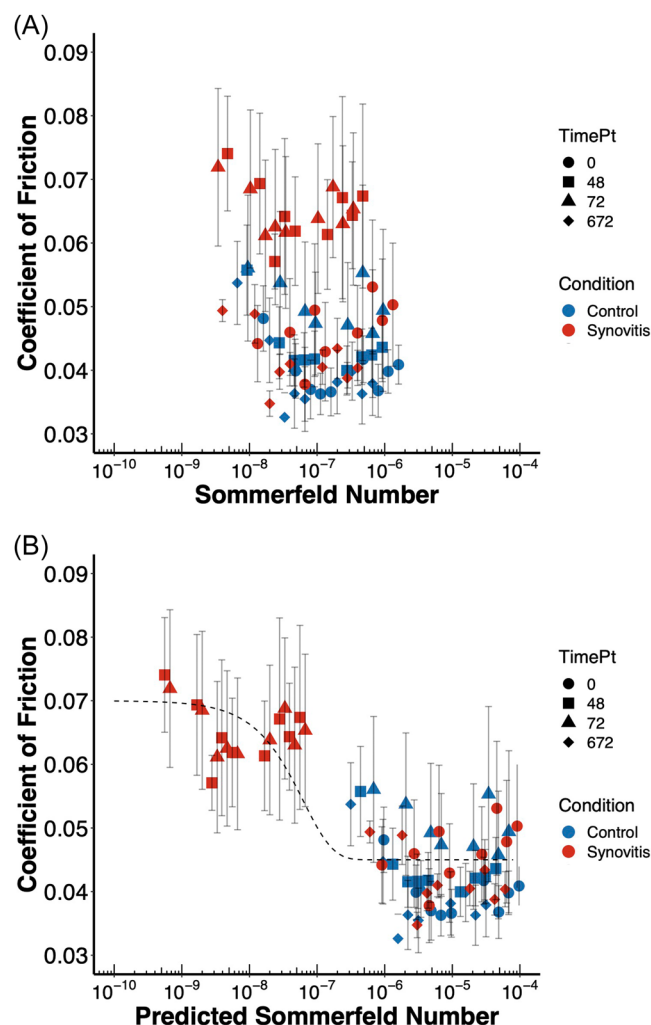 (A)
0.09
0.08
0.07
0.06
0.05
0.04
0.03
Coefficient of Friction
10⁻¹⁰ 10⁻⁹ 10⁻⁸ 10⁻⁷ 10⁻⁶ 10⁻⁵ 10⁻⁴
Sommerfeld Number
TimePt
0
48
72
672
Condition
Control
Synovitis
(B)
0.09
0.08
0.07
0.06
0.05
0.04
0.03
Coefficient of Friction
10⁻¹⁰ 10⁻⁹ 10⁻⁸ 10⁻⁷ 10⁻⁶ 10⁻⁵ 10⁻⁴
Predicted Sommerfeld Number
TimePt
0
48
72
672
Condition
Control
Synovitis